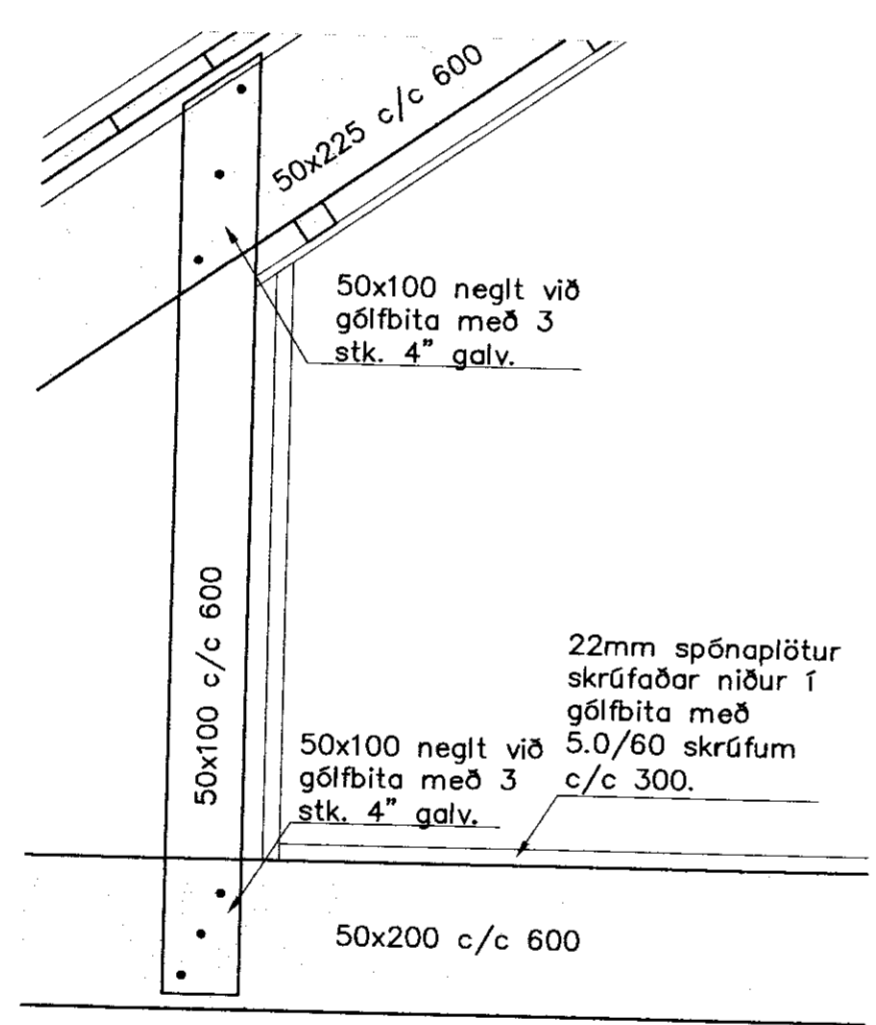 50x225 c/c 600
50x100 neglt við
gólfbita með 3
stk. 4" galv.
50x100 c/c 600
22mm spónaplötur
skrúfaðar niður í
gólfbita með
5.0/60 skrúfum
c/c 300.
50x100 neglt við
gólfbita með 3
stk. 4" galv.
50x200 c/c 600